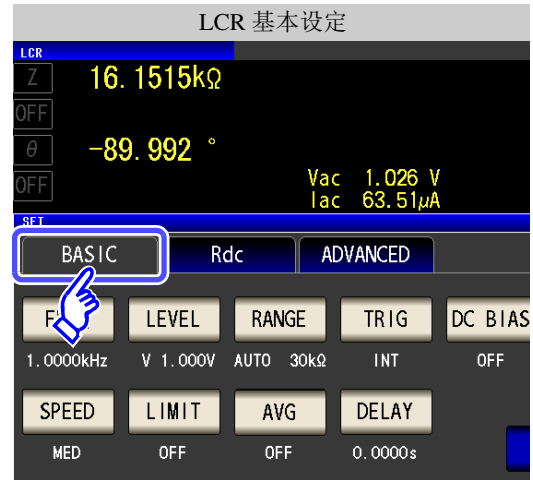 LCR 基本设定
LCR
Z 16.1515kΩ
OFF
θ -89.992 °
OFF
Vac 1.026 V
Iac 63.51μA
SET
BASIC Rdc ADVANCED
LEVEL RANGE TRIG DC BIAS
1.0000kHz V 1.000V AUTO 30kΩ INT OFF
SPEED LIMIT AVG DELAY
MED OFF OFF 0.0000s